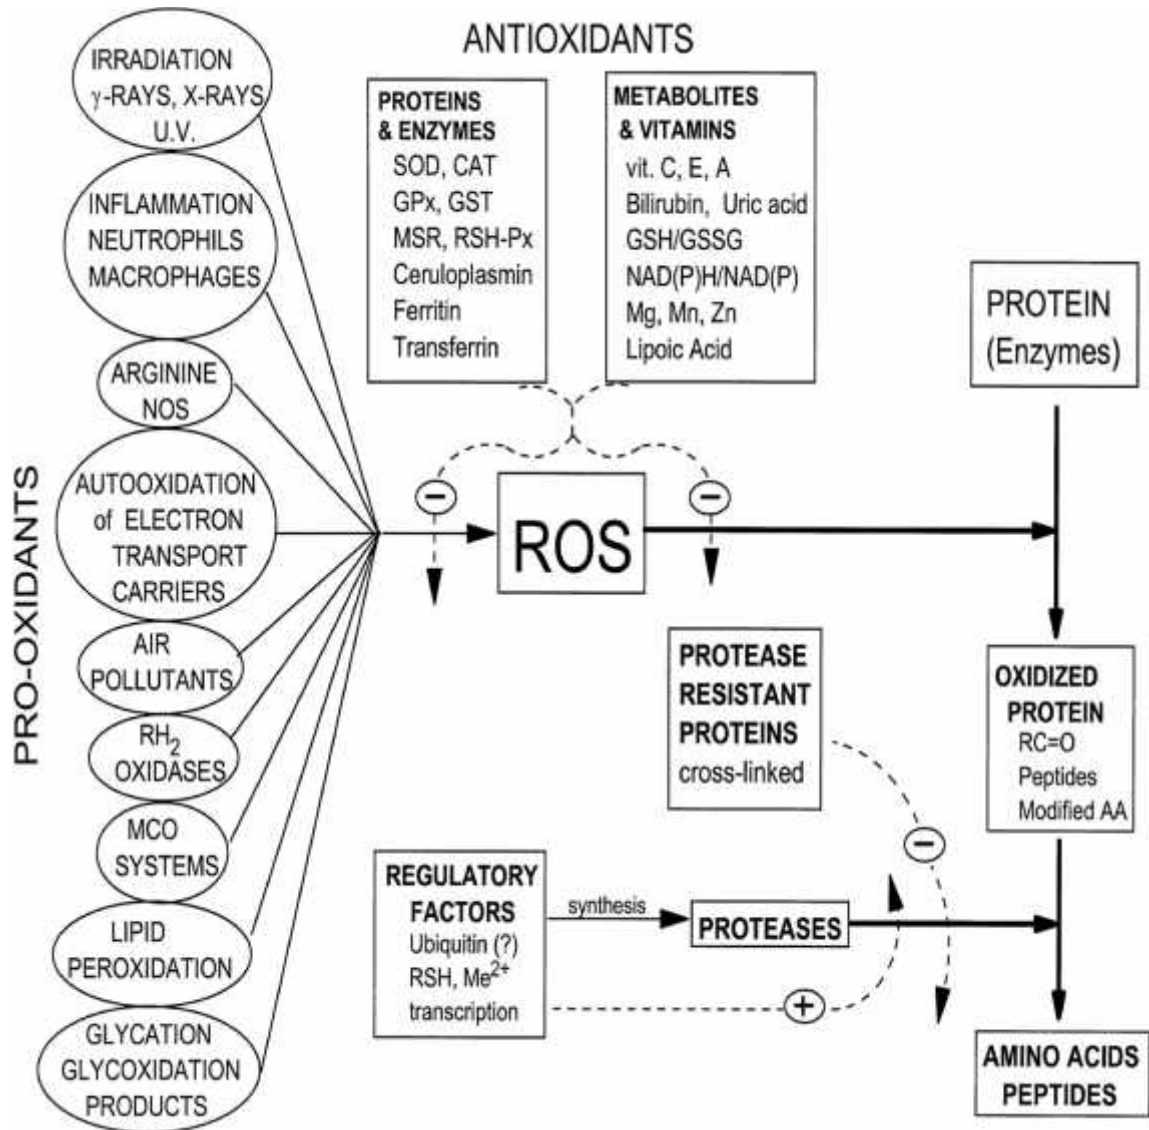 ANTIOXIDANTS
PRO-OXIDANTS
IRRADIATION
γ-RAYS, X-RAYS
U.V.
INFLAMMATION
NEUTROPHILS
MACROPHAGES
ARGININE
NOS
AUTOOXIDATION
of ELECTRON
TRANSPORT
CARRIERS
AIR
POLLUTANTS
RH2
OXIDASES
MCO
SYSTEMS
LIPID
PEROXIDATION
GLYCATION
GLYCOXIDATION
PRODUCTS
PROTEINS
& ENZYMES
SOD, CAT
GPx, GST
MSR, RSH-Px
Ceruloplasmin
Ferritin
Transferrin
METABOLITES
& VITAMINS
vit. C, E, A
Bilirubin, Uric acid
GSH/GSSG
NAD(P)H/NAD(P)
Mg, Mn, Zn
Lipoic Acid
PROTEIN
(Enzymes)
−
−
ROS
PROTEASE
RESISTANT
PROTEINS
cross-linked
OXIDIZED
PROTEIN
RC=O
Peptides
Modified AA
−
REGULATORY
FACTORS
Ubiquitin (?)
RSH, Me2+
transcription
synthesis
PROTEASES
+
AMINO ACIDS
PEPTIDES